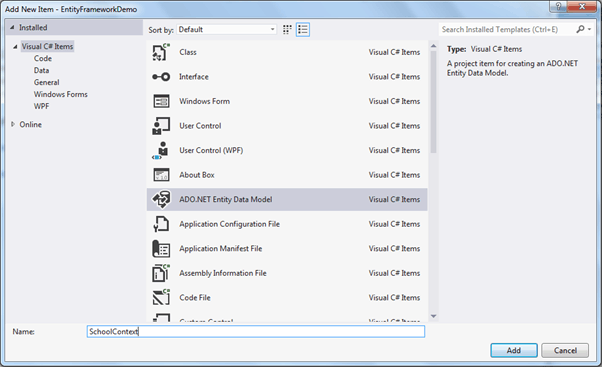 Add New Item - EntityFrameworkDemo
Installed
Sort by: Default
Search Installed Templates (Ctrl+E)
Visual C# Items
Code
Data
General
Windows Forms
WPF
Online
Class Visual C# Items
Interface Visual C# Items
Windows Form Visual C# Items
User Control Visual C# Items
User Control (WPF) Visual C# Items
About Box Visual C# Items
ADO.NET Entity Data Model Visual C# Items
Application Configuration File Visual C# Items
Application Manifest File Visual C# Items
Assembly Information File Visual C# Items
Code File Visual C# Items
Custom Control Visual C# Items
Type: Visual C# Items
A project item for creating an ADO.NET
Entity Data Model.
Name: SchoolContext
Add Cancel